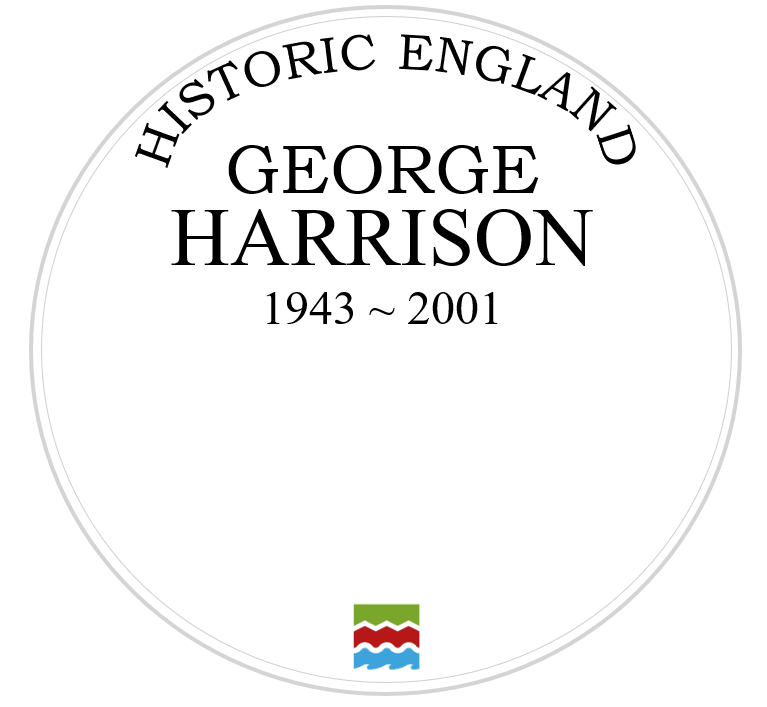 HISTORIC ENGLAND
GEORGE
HARRISON
1943 ~ 2001